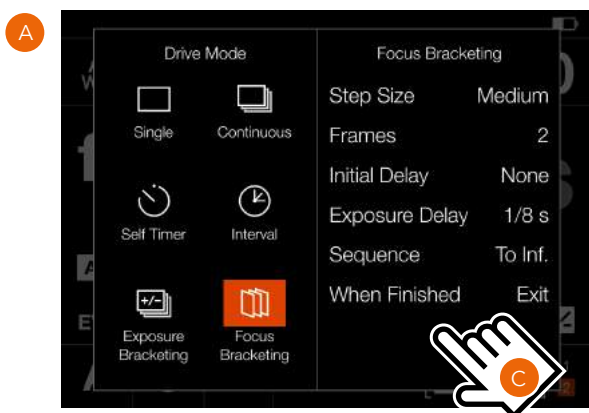 A
Drive Mode
Single
Continuous
Self Timer
Interval
Exposure
Bracketing
Focus
Bracketing
Focus Bracketing
Step Size Medium
Frames 2
Initial Delay None
Exposure Delay 1/8 s
Sequence To Inf.
When Finished Exit
C